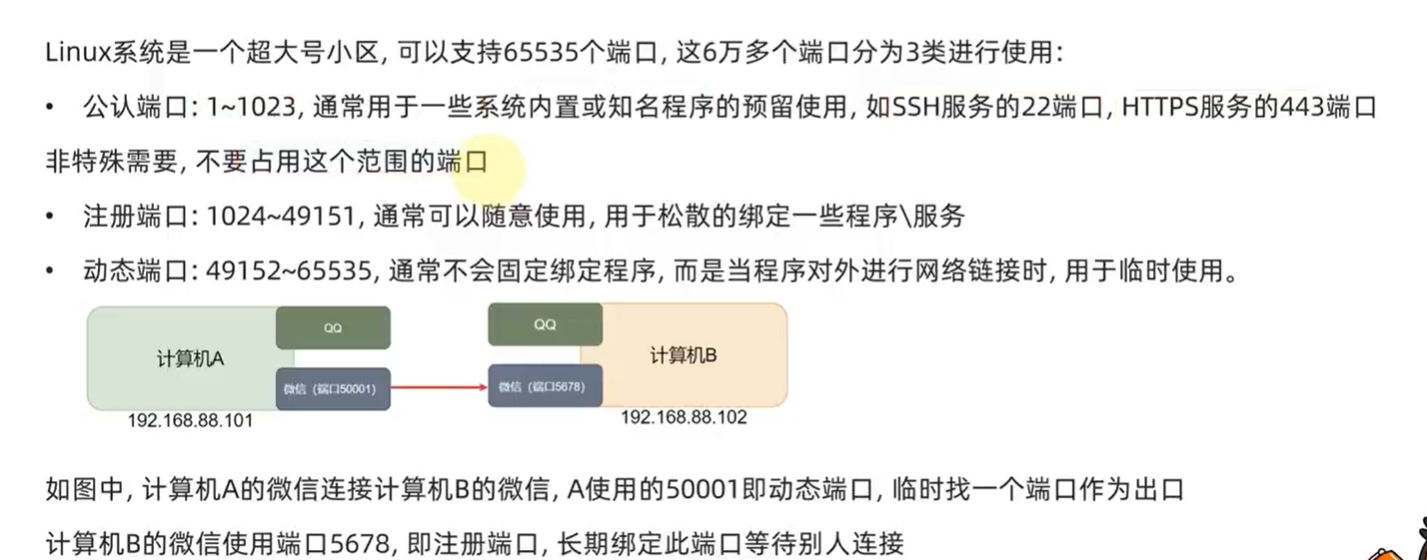 Linux系统是一个超大号小区, 可以支持65535个端口, 这6万多个端口分为3类进行使用:
• 公认端口: 1~1023, 通常用于一些系统内置或知名程序的预留使用, 如SSH服务的22端口, HTTPS服务的443端口
非特殊需要, 不要占用这个范围的端口
• 注册端口: 1024~49151, 通常可以随意使用, 用于松散的绑定一些程序\服务
• 动态端口: 49152~65535, 通常不会固定绑定程序, 而是当程序对外进行网络链接时, 用于临时使用。
QQ
QQ
计算机A
计算机B
微信 (端口50001)
微信 (端口5678)
192.168.88.101
192.168.88.102
如图中, 计算机A的微信连接计算机B的微信, A使用的50001即动态端口, 临时找一个端口作为出口
计算机B的微信使用端口5678, 即注册端口, 长期绑定此端口等待别人连接